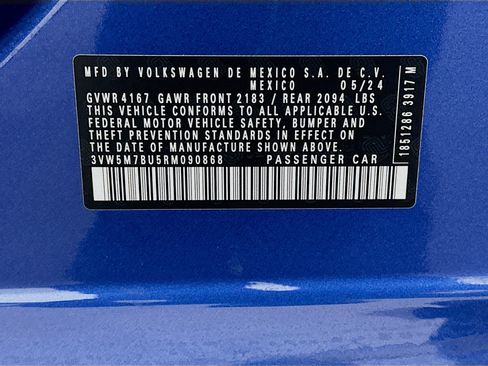 MFD BY VOLKSWAGEN DE MEXICO S.A. DE C.V.
MEXICO 05/24
GVWR 4167 GAWR FRONT 2183 / REAR 2094 LBS
THIS VEHICLE CONFORMS TO ALL APPLICABLE U.S.
FEDERAL MOTOR VEHICLE SAFETY, BUMPER AND
THEFT PREVENTION STANDARDS IN EFFECT ON THE
DATE OF MANUFACTURE SHOWN ABOVE.
3VW5M7BU5RM090868 PASSENGER CAR
1851286 3917 M